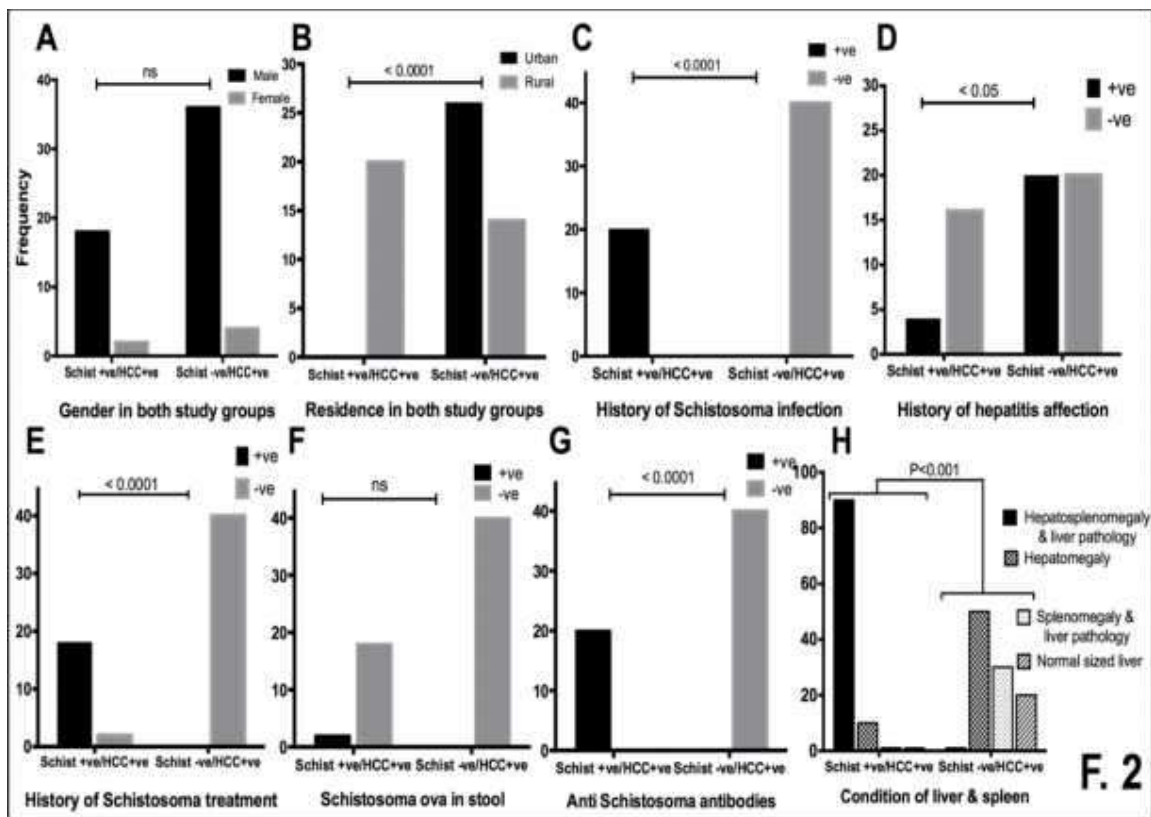 A
B
C
D
Male
Female
ns
40
30
20
10
0
Frequency
Schist +ve/HCC+ve
Schist -ve/HCC+ve
Gender in both study groups
Urban
Rural
< 0.0001
30
25
20
15
10
5
0
Schist +ve/HCC+ve
Schist -ve/HCC+ve
Residence in both study groups
+ve
-ve
<0.0001
40
20
0
Schist +ve/HCC+ve
Schist -ve/HCC+ve
History of Schistosoma infection
+ve
-ve
< 0.05
30
25
20
15
10
5
0
Schist +ve/HCC+ve
Schist -ve/HCC+ve
History of hepatitis affection
E
F
G
H
+ve
-ve
< 0.0001
40
30
20
10
0
Schist +ve/HCC+ve
Schist -ve/HCC+ve
History of Schistosoma treatment
+ve
-ve
ns
40
30
20
10
0
Schist +ve/HCC+ve
Schist -ve/HCC+ve
Schistosoma ova in stool
+ve
-ve
< 0.0001
40
20
0
Schist +ve/HCC+ve
Schist -ve/HCC+ve
Anti Schistosoma antibodies
P<0.001
100
80
60
40
20
0
Hepatosplenomegaly
& liver pathology
Hepatomegaly
Splenomegaly &
liver pathology
Normal sized liver
Schist +ve/HCC+ve
Schist -ve/HCC+ve
Condition of liver & spleen
F. 2